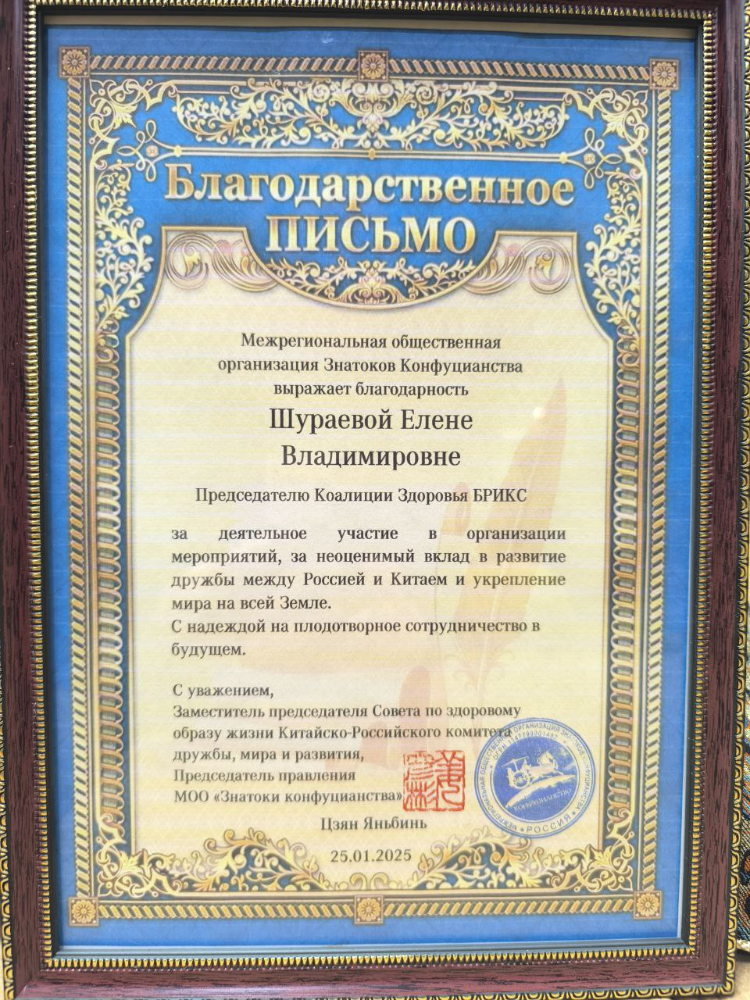 Благодарственное
ПИСЬМО
Межрегиональная общественная
организация Знатоков Конфуцианства
выражает благодарность
Шураевой Елене
Владимировне
Председателю Коалиции Здоровья БРИКС
за деятельное участие в организации
мероприятий, за неоценимый вклад в развитие
дружбы между Россией и Китаем и укрепление
мира на всей Земле.
С надеждой на плодотворное сотрудничество в
будущем.
С уважением,
Заместитель председателя Совета по здоровому
образу жизни Китайско-Российского комитета
дружбы, мира и развития,
Председатель правления
МОО «Знатоки конфуцианства»
МЕЖРЕГИОНАЛЬНАЯ ОБЩЕСТВЕННАЯ ОРГАНИЗАЦИЯ ЗНАТОКОВ КОНФУЦИАНСТВА
КОНФУЦИАНСТВО
РОССИЯ
Цзян Яньбинь
25.01.2025